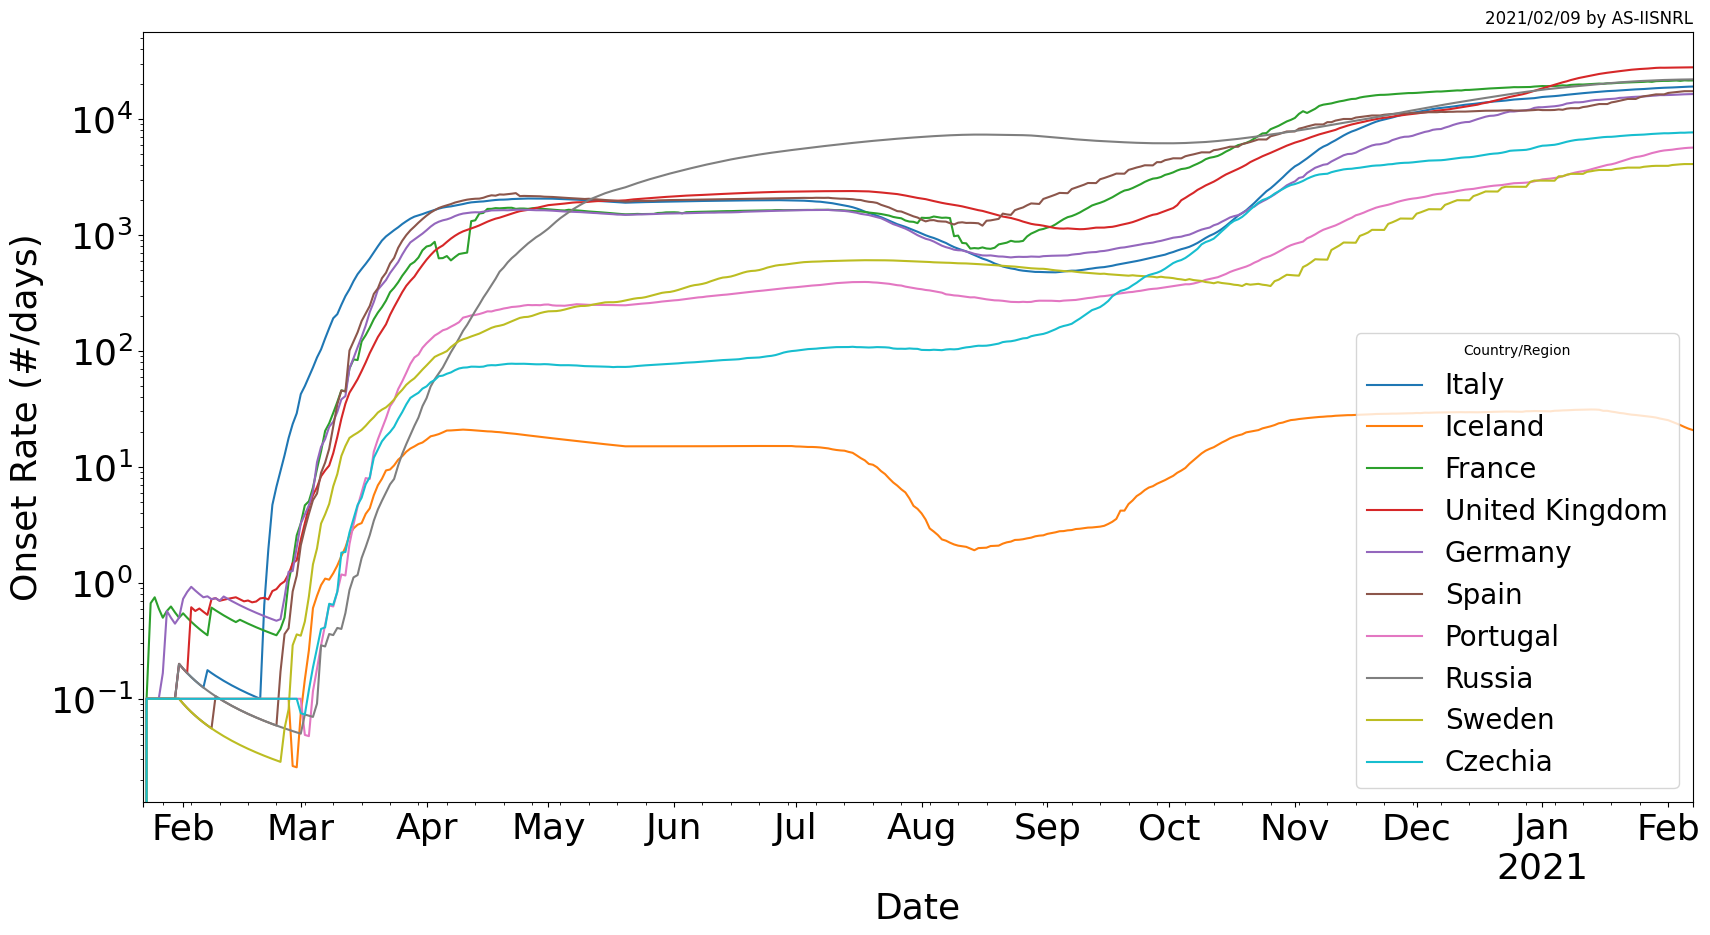 2021/02/09 by AS-IISNRL
Onset Rate (#/days)
10^4
10^3
10^2
10^1
10^0
10^-1
Country/Region
Italy
Iceland
France
United Kingdom
Germany
Spain
Portugal
Russia
Sweden
Czechia
Feb Mar Apr May Jun Jul Aug Sep Oct Nov Dec Jan Feb
2021
Date